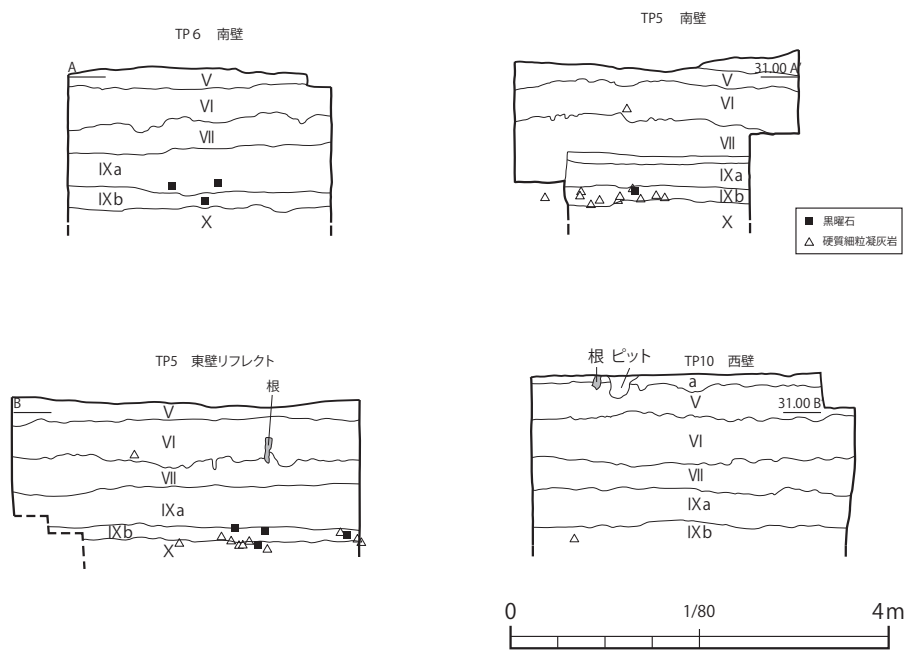 TP 6 南壁
A
V
VI
VII
IXa
IXb
X
TP5 南壁
31.00 A'
V
VI
VII
IXa
IXb
X
黒曜石
硬質細粒凝灰岩
TP5 東壁リフレクト
根
B
V
VI
VII
IXa
IXb
X
根 ピット TP10 西壁
a
V
31.00 B'
VI
VII
IXa
IXb
0 1/80 4m